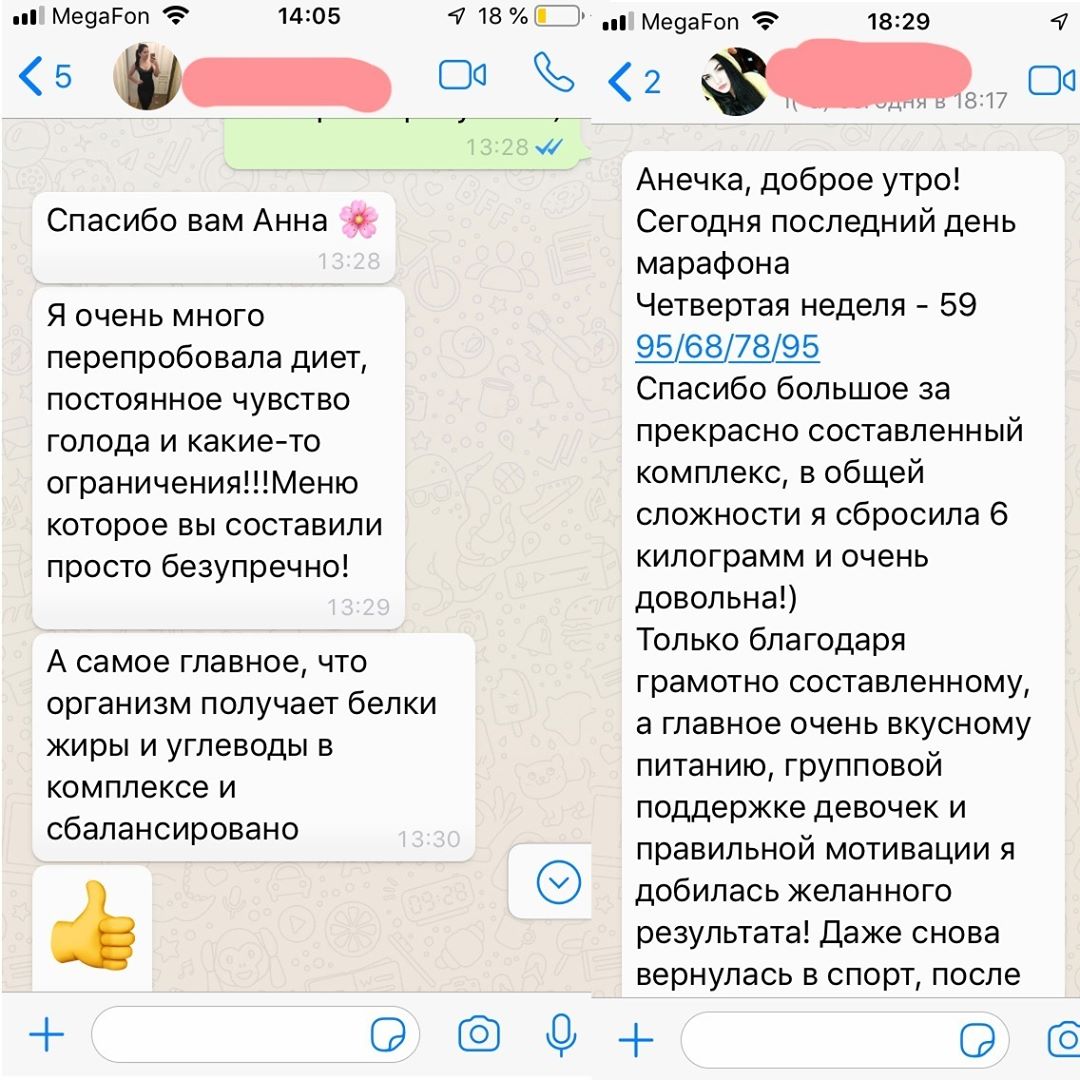 MegaFon 14:05 18 %
5
13:28
Спасибо вам Анна 🌸
13:28
Я очень много
перепробовала диет,
постоянное чувство
голода и какие-то
ограничения!!!Меню
которое вы составили
просто безупречно!
13:29
А самое главное, что
организм получает белки
жиры и углеводы в
комплексе и
сбалансировано
13:30
👍
MegaFon 18:29
2
в 18:17
Анечка, доброе утро!
Сегодня последний день
марафона
Четвертая неделя - 59
95/68/78/95
Спасибо большое за
прекрасно составленный
комплекс, в общей
сложности я сбросила 6
килограмм и очень
довольна!)
Только благодаря
грамотно составленному,
а главное очень вкусному
питанию, групповой
поддержке девочек и
правильной мотивации я
добилась желанного
результата! Даже снова
вернулась в спорт, после